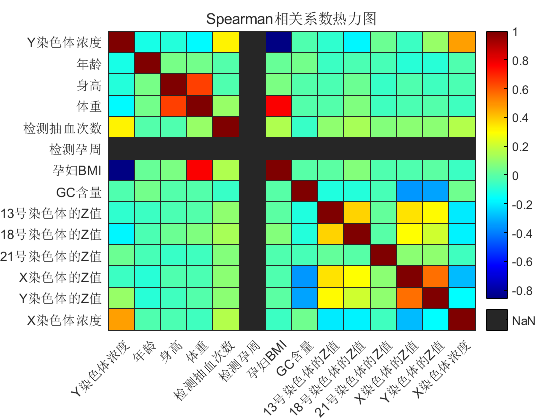 Spearman相关系数热力图
Y染色体浓度
年龄
身高
体重
检测抽血次数
检测孕周
孕妇BMI
GC含量
13号染色体的Z值
18号染色体的Z值
21号染色体的Z值
X染色体的Z值
Y染色体的Z值
X染色体浓度
1
0.8
0.6
0.4
0.2
0
-0.2
-0.4
-0.6
-0.8
NaN
Y染色体浓度
年龄
身高
体重
检测抽血次数
检测孕周
孕妇BMI
GC含量
13号染色体的Z值
18号染色体的Z值
21号染色体的Z值
X染色体的Z值
Y染色体的Z值
X染色体浓度